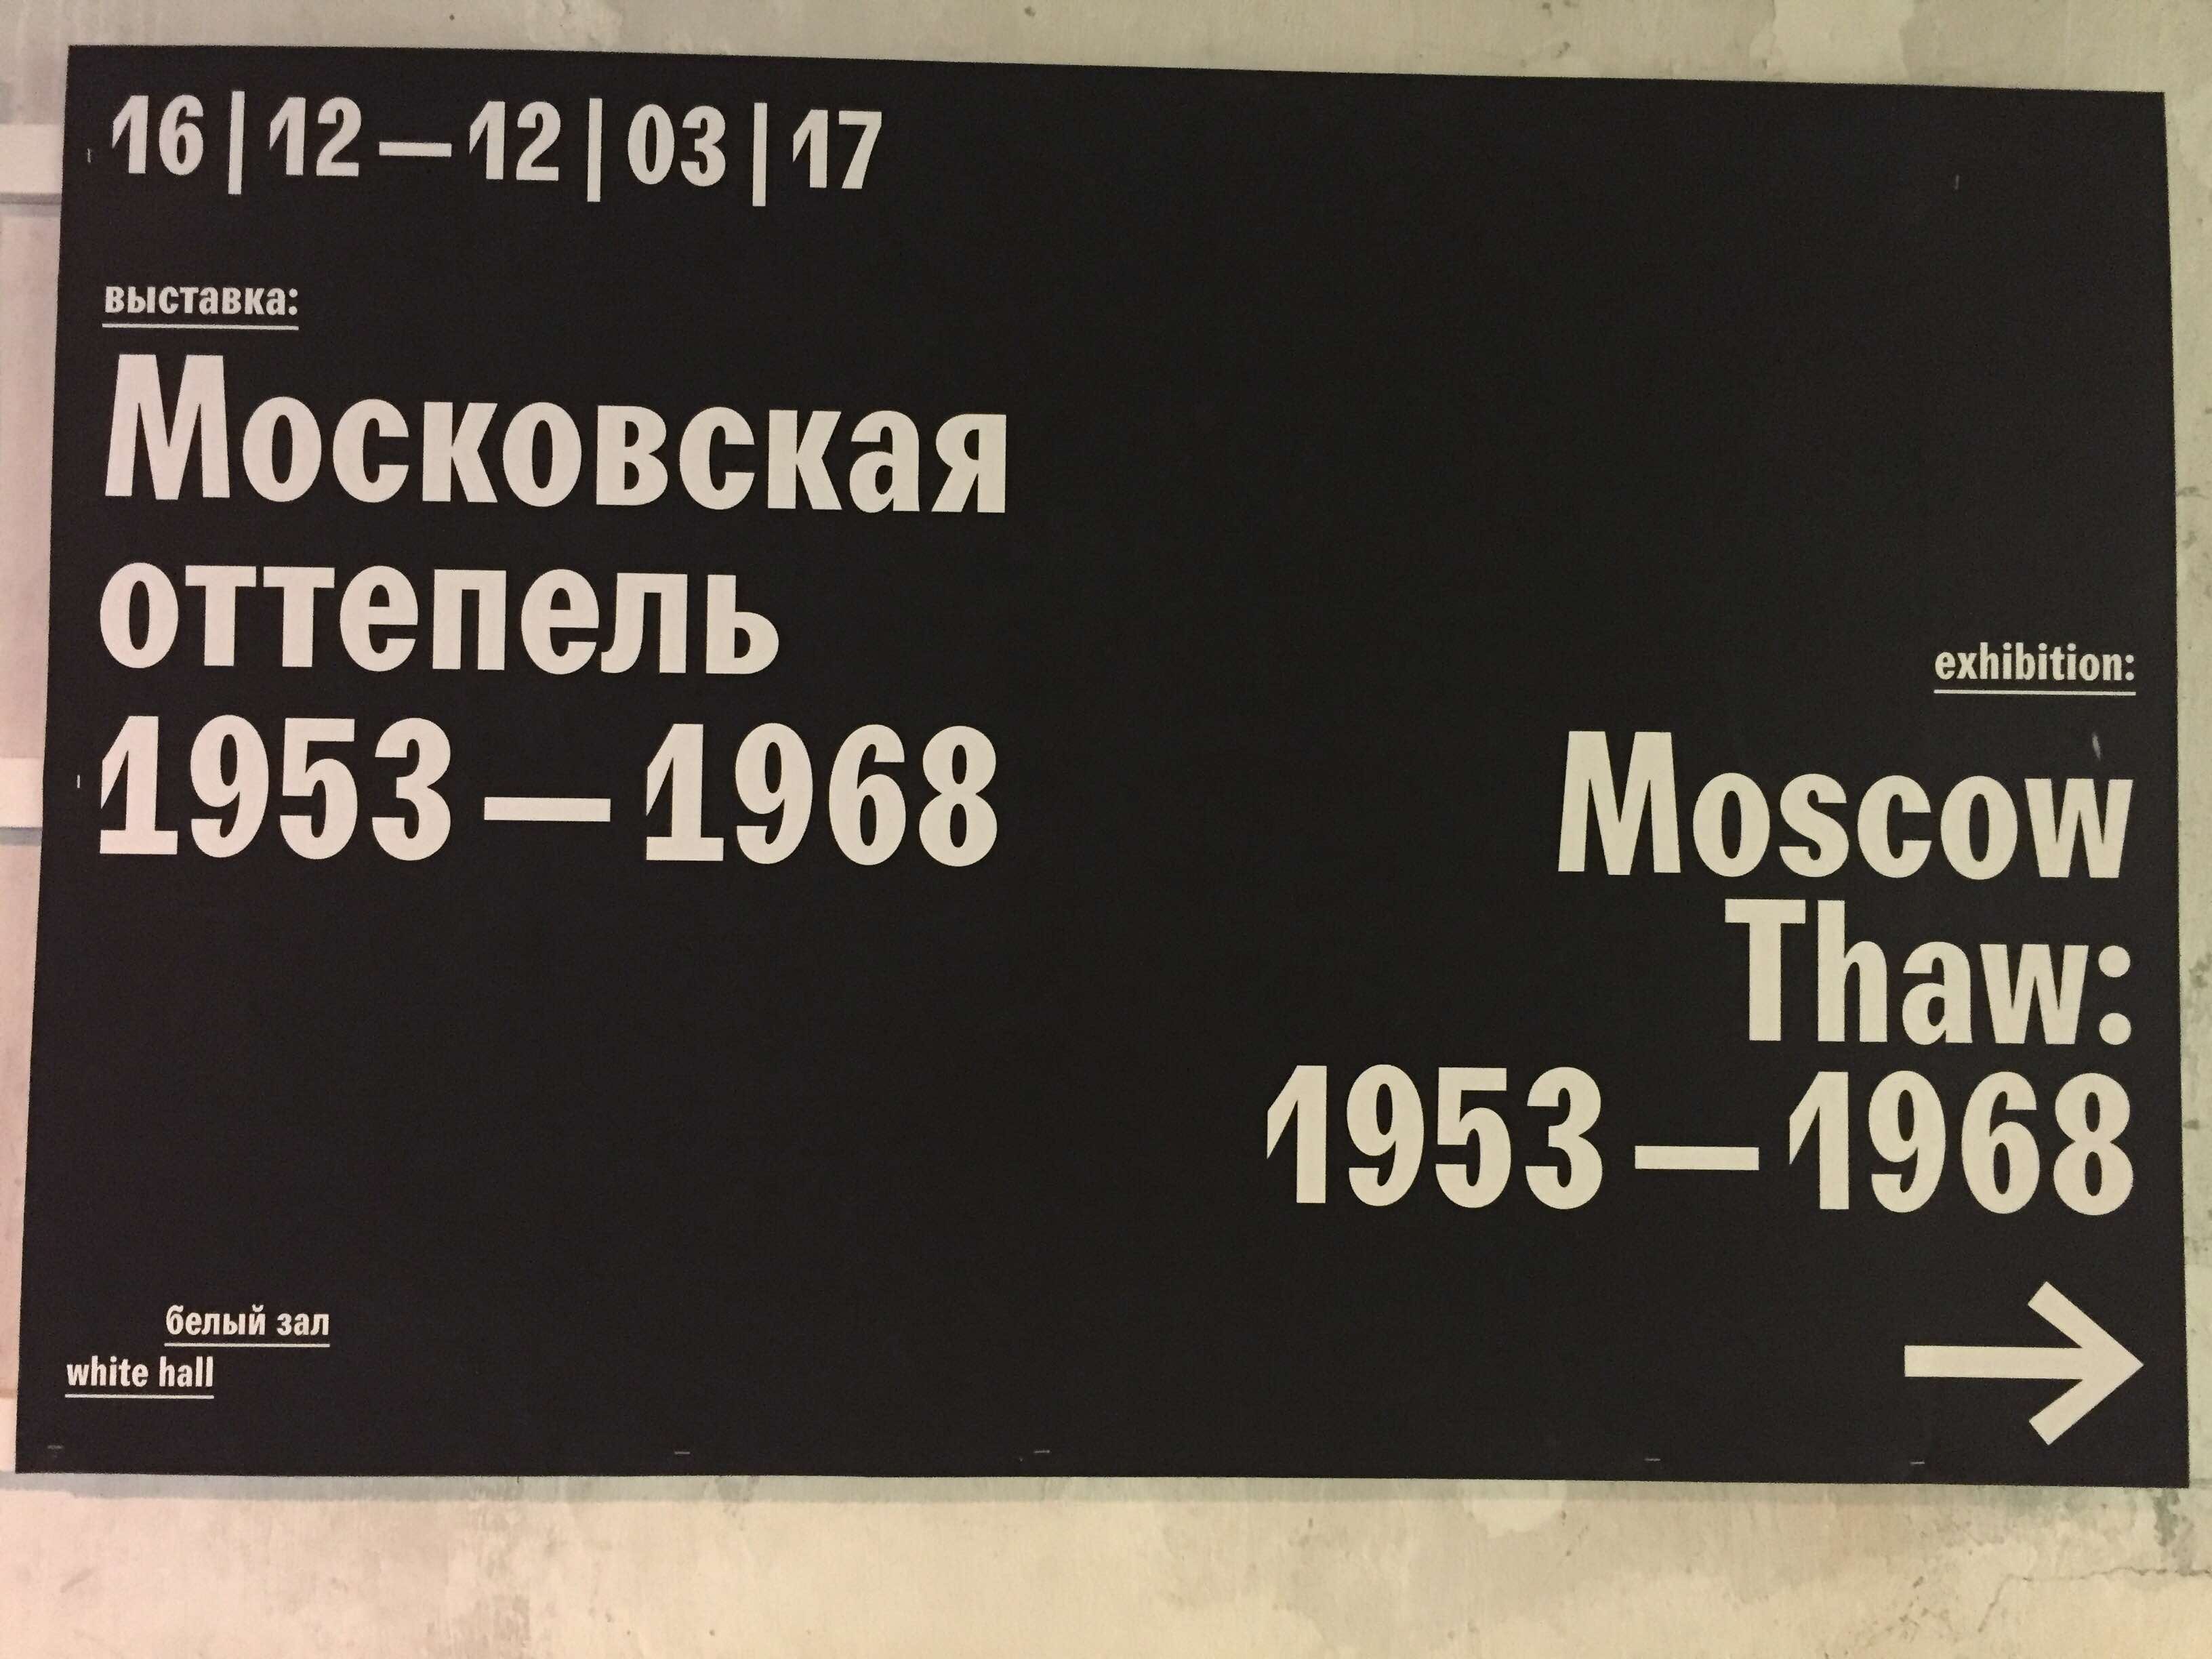 16|12—12|03|17
выставка:
Московская
оттепель
1953—1968
exhibition:
Moscow
Thaw:
1953—1968
белый зал
white hall